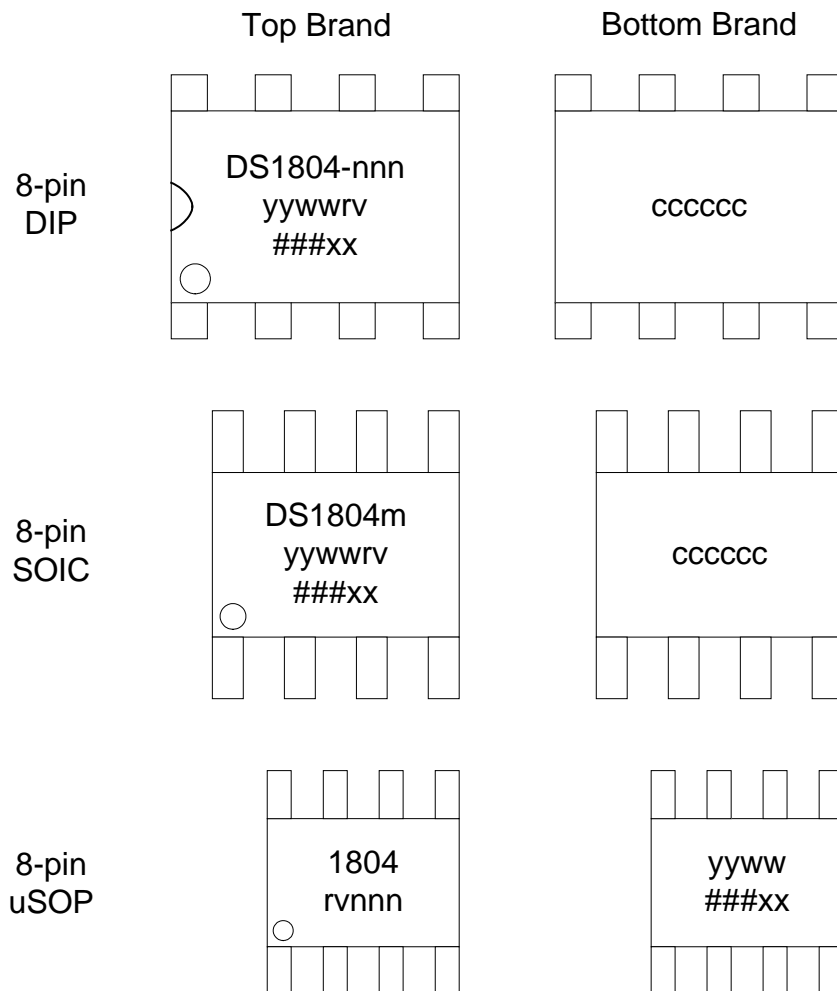 Top Brand
Bottom Brand
8-pin
DIP
DS1804-nnn
yywwrv
###xx
cccccc
8-pin
SOIC
DS1804m
yywwrv
###xx
cccccc
8-pin
uSOP
1804
rvnnn
yyww
###xx